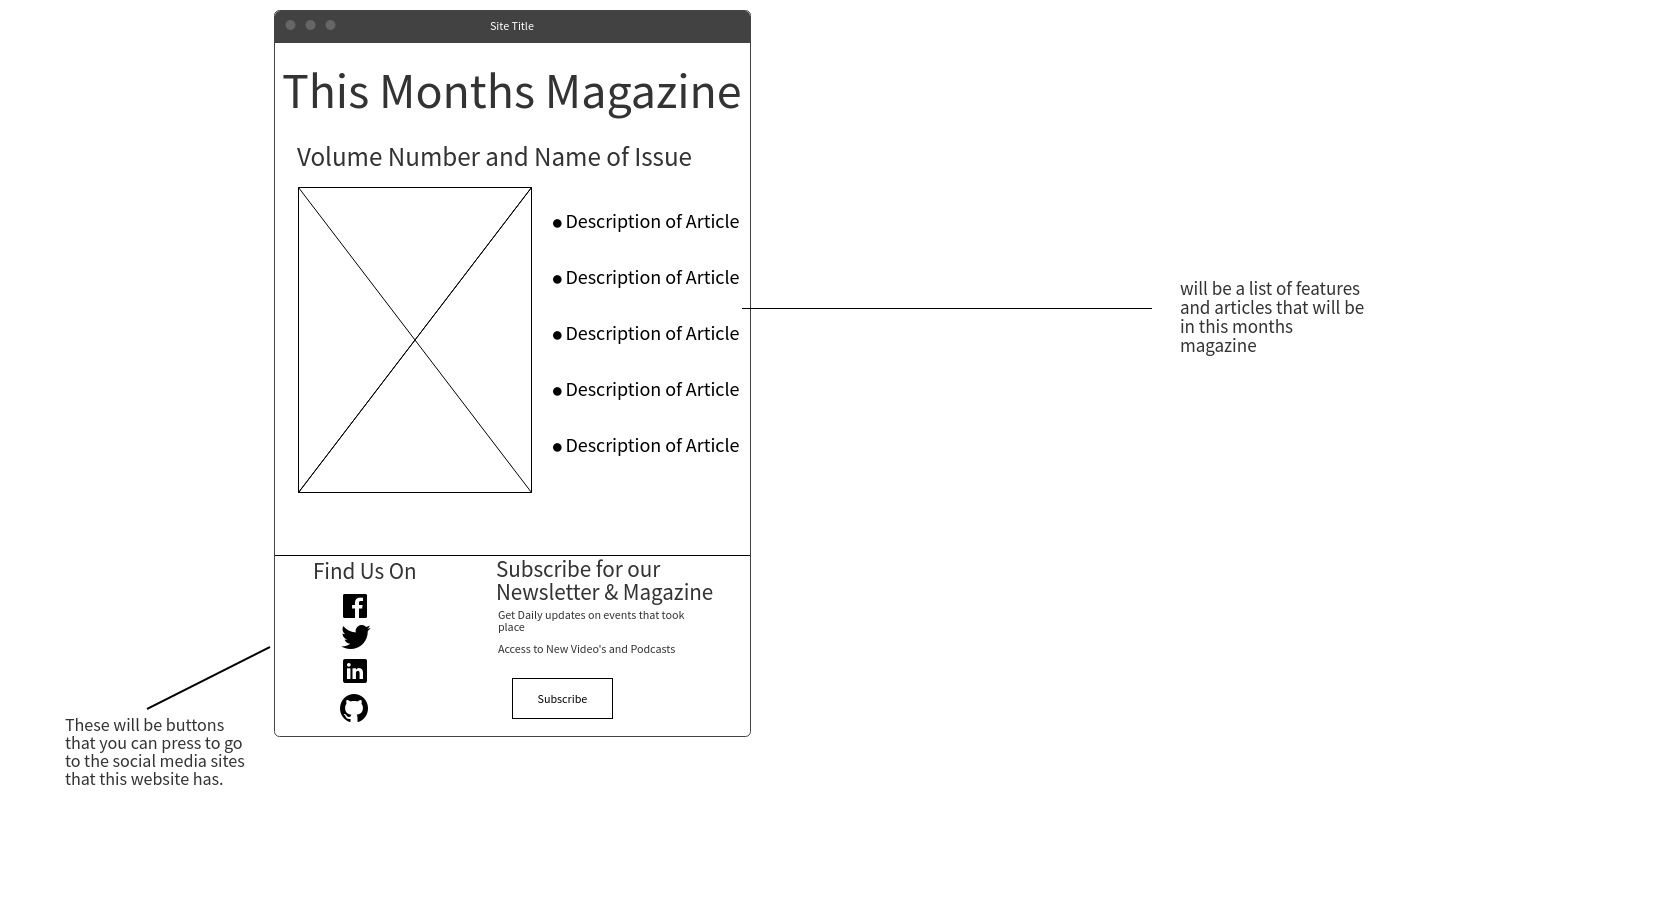 Site Title
This Months Magazine
Volume Number and Name of Issue
Description of Article
Description of Article
Description of Article
Description of Article
Description of Article
will be a list of features
and articles that will be
in this months
magazine
Find Us On
Subscribe for our
Newsletter & Magazine
Get Daily updates on events that took
place
Access to New Video's and Podcasts
Subscribe
These will be buttons
that you can press to go
to the social media sites
that this website has.